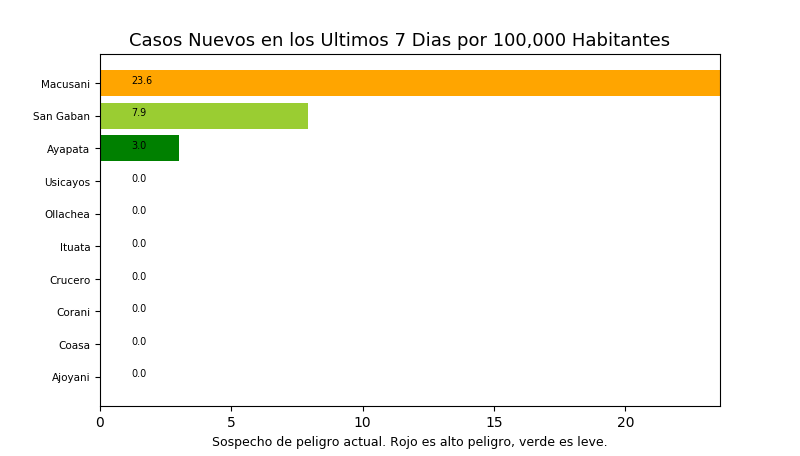 Casos Nuevos en los Ultimos 7 Dias por 100,000 Habitantes
Macusani 23.6
San Gaban 7.9
Ayapata 3.0
Usicayos 0.0
Ollachea 0.0
Ituata 0.0
Crucero 0.0
Corani 0.0
Coasa 0.0
Ajoyani 0.0
0 5 10 15 20
Sospecho de peligro actual. Rojo es alto peligro, verde es leve.